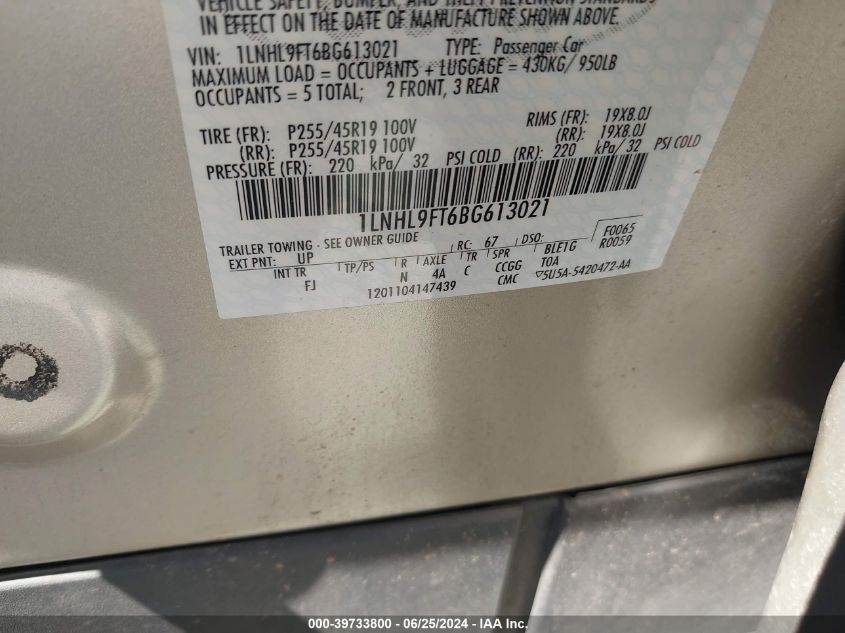 VEHICLE SAFETY, BUMPER, AND THEFT PREVENTION STANDARDS
IN EFFECT ON THE DATE OF MANUFACTURE SHOWN ABOVE.
VIN: 1LNHL9FT6BG613021 TYPE: Passenger Car
MAXIMUM LOAD = OCCUPANTS + LUGGAGE = 430KG/ 950LB
OCCUPANTS = 5 TOTAL; 2 FRONT, 3 REAR
TIRE (FR): P255/45R19 100V RIMS (FR): 19X8.0J
(RR): P255/45R19 100V (RR): 19X8.0J
PRESSURE (FR): 220 kPa/ 32 PSI COLD (RR): 220 kPa/ 32 PSI COLD
1LNHL9FT6BG613021
TRAILER TOWING - SEE OWNER GUIDE F0065
EXT PNT: UP RC: 67 DSO: R0059
INT TR TP/PS R AXLE TR SPR BLF1G
FJ N 4A C CCGG TOA
1201104147439 CMC 5U5A-5420472-AA
000-39733800 - 06/25/2024 - IAA Inc.